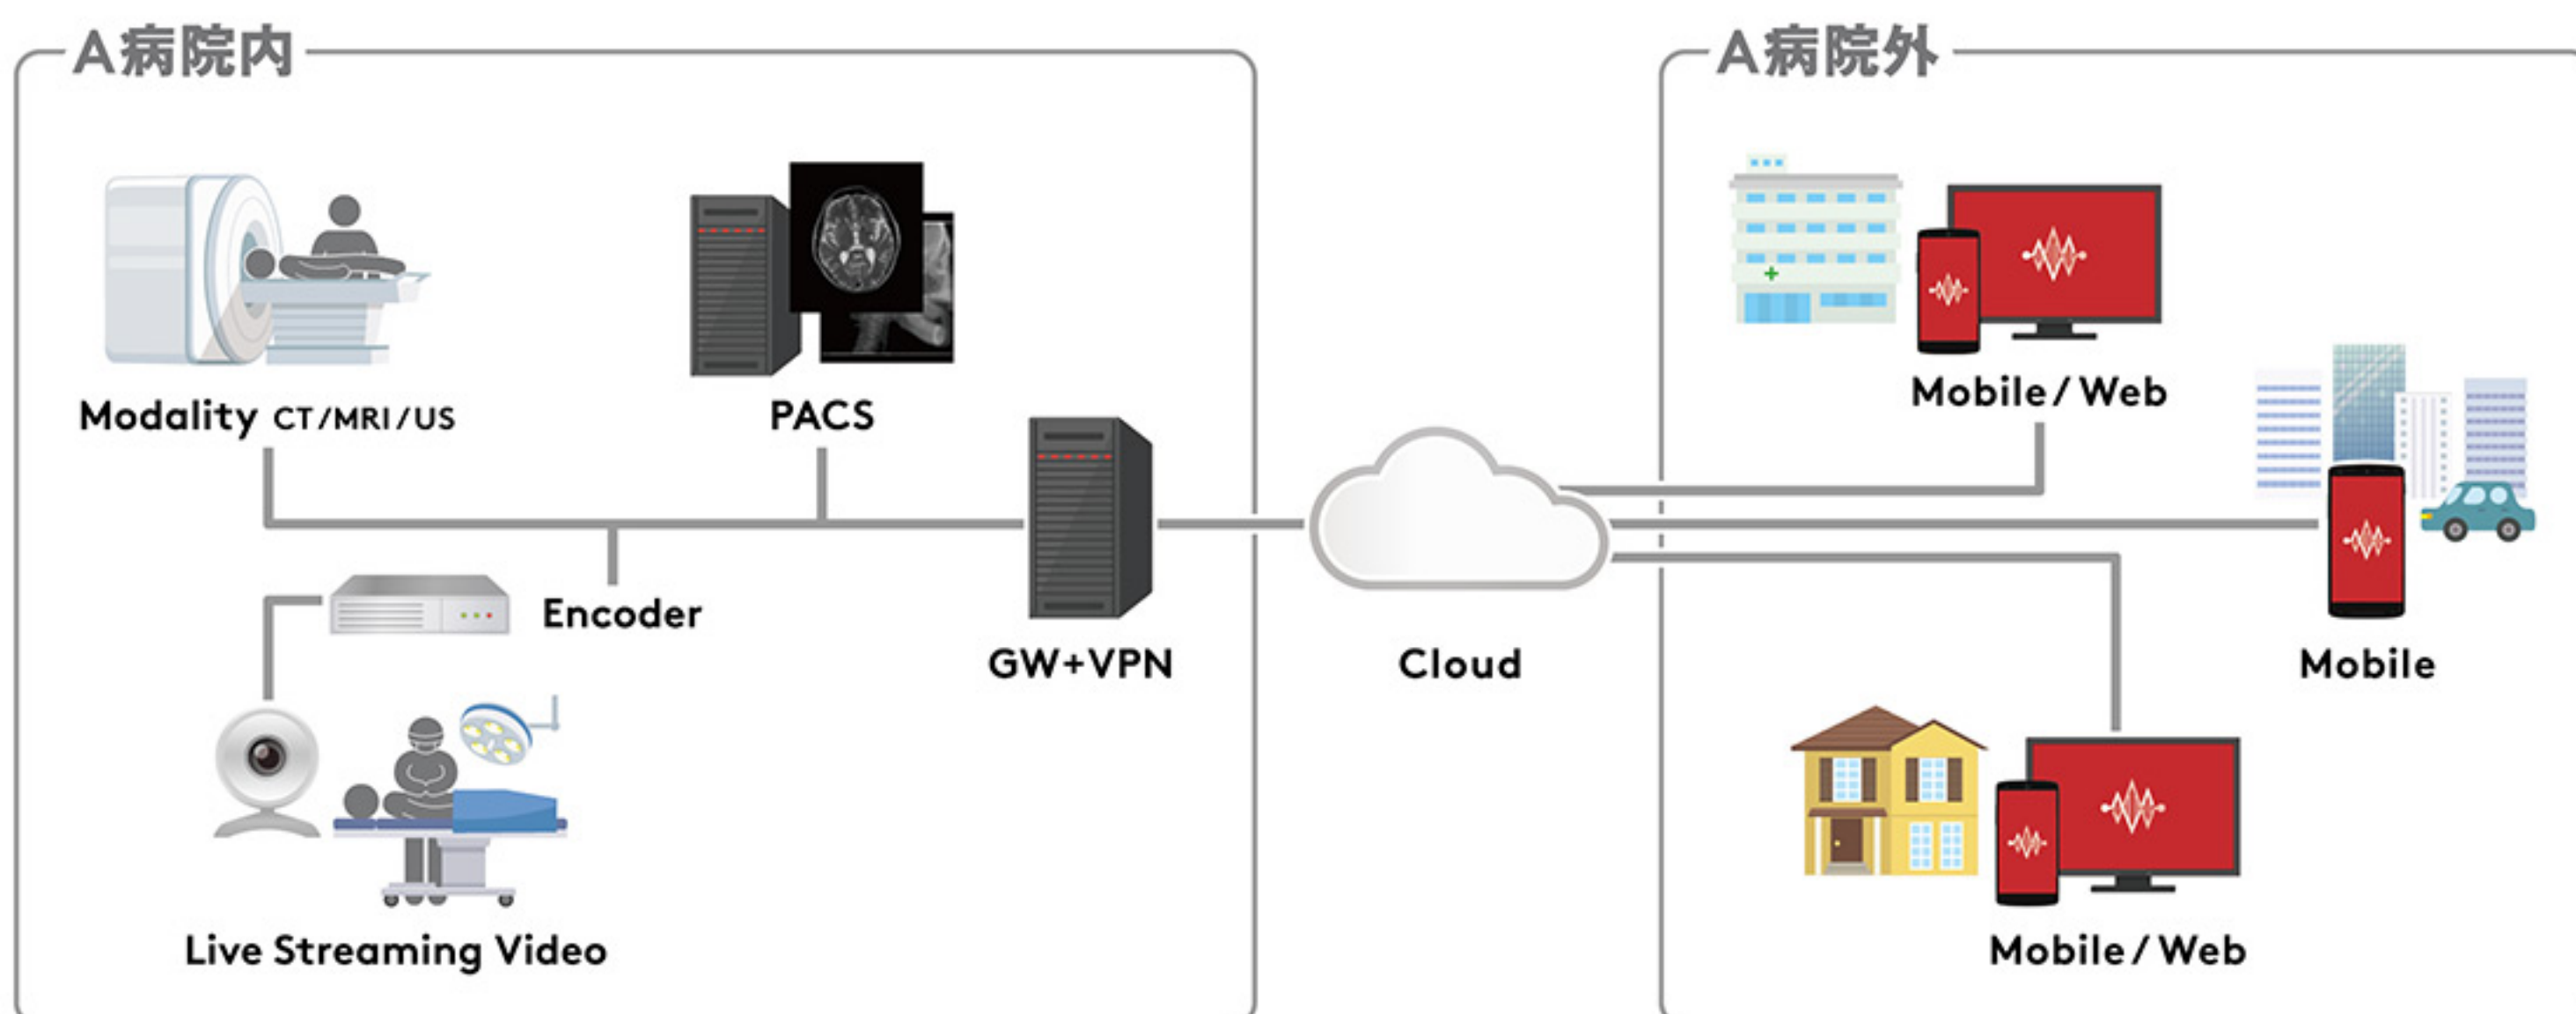 A病院内
A病院外
Modality CT/MRI/US
PACS
Mobile/Web
Encoder
GW+VPN
Cloud
Mobile
Live Streaming Video
Mobile/Web